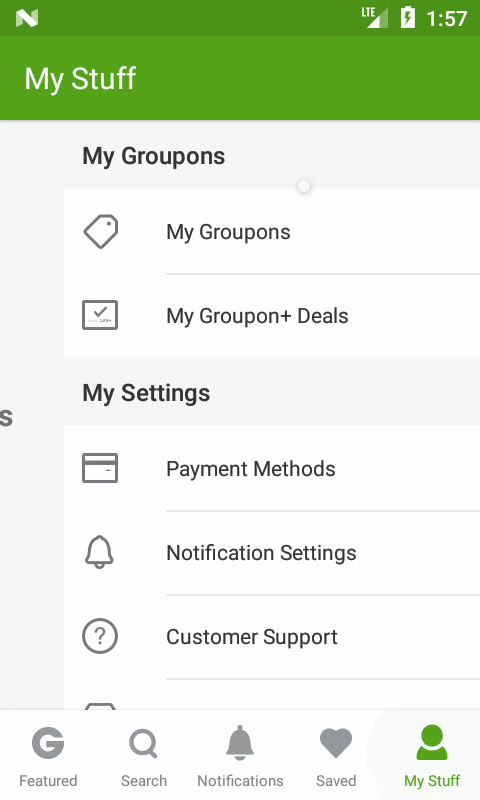 LTE 1:57
My Stuff
My Groupons
My Groupons
My Groupon+ Deals
My Settings
s
Payment Methods
Notification Settings
Customer Support
Featured
Search
Notifications
Saved
My Stuff